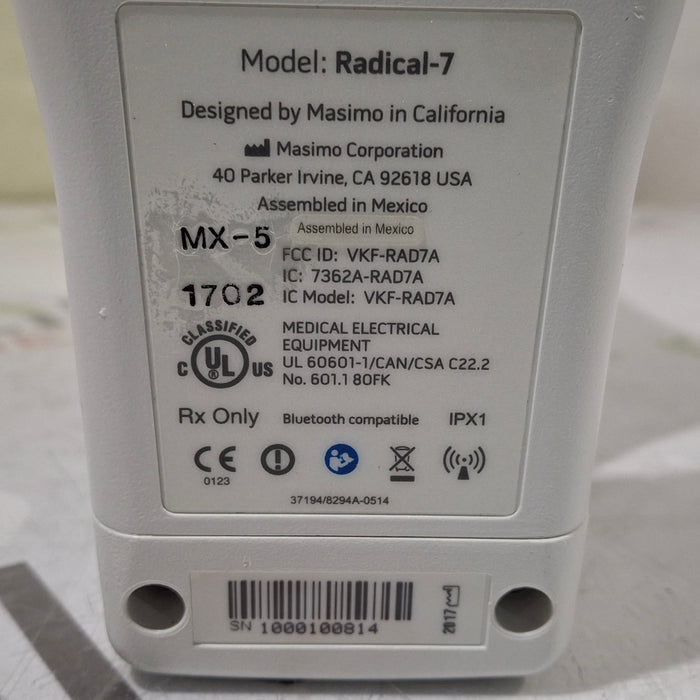 Model: Radical-7
Designed by Masimo in California
Masimo Corporation
40 Parker Irvine, CA 92618 USA
Assembled in Mexico
Assembled in Mexico
MX-5
FCC ID: VKF-RAD7A
IC: 7362A-RAD7A
1702
IC Model: VKF-RAD7A
CLASSIFIED
C UL ® US
MEDICAL ELECTRICAL
EQUIPMENT
UL 60601-1/CAN/CSA C22.2
No. 601.1 80FK
Rx Only Bluetooth compatible IPX1
CE
0123
37194/8294A-0514
SN 1000100814
2017